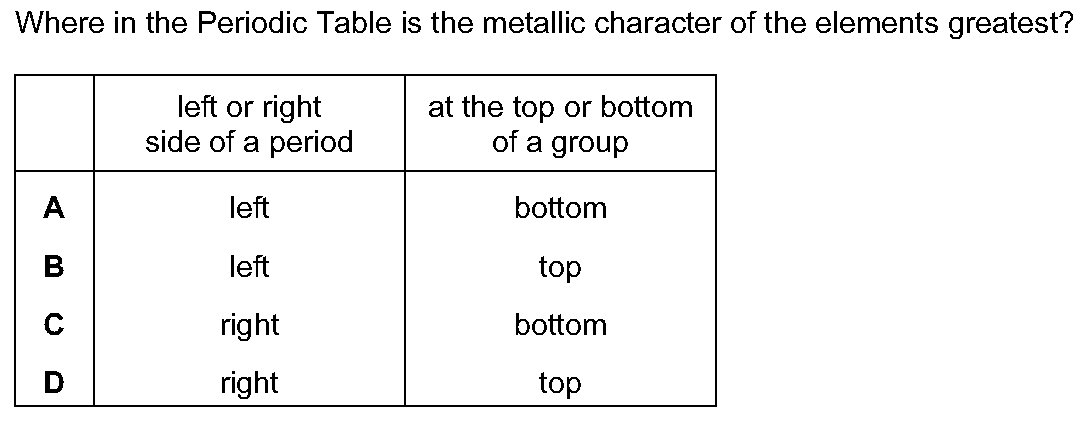 Where in the Periodic Table is the metallic character of the elements greatest?
left or right at the top or bottom
side of a period of a group
A left bottom
B left top
C right bottom
D right top